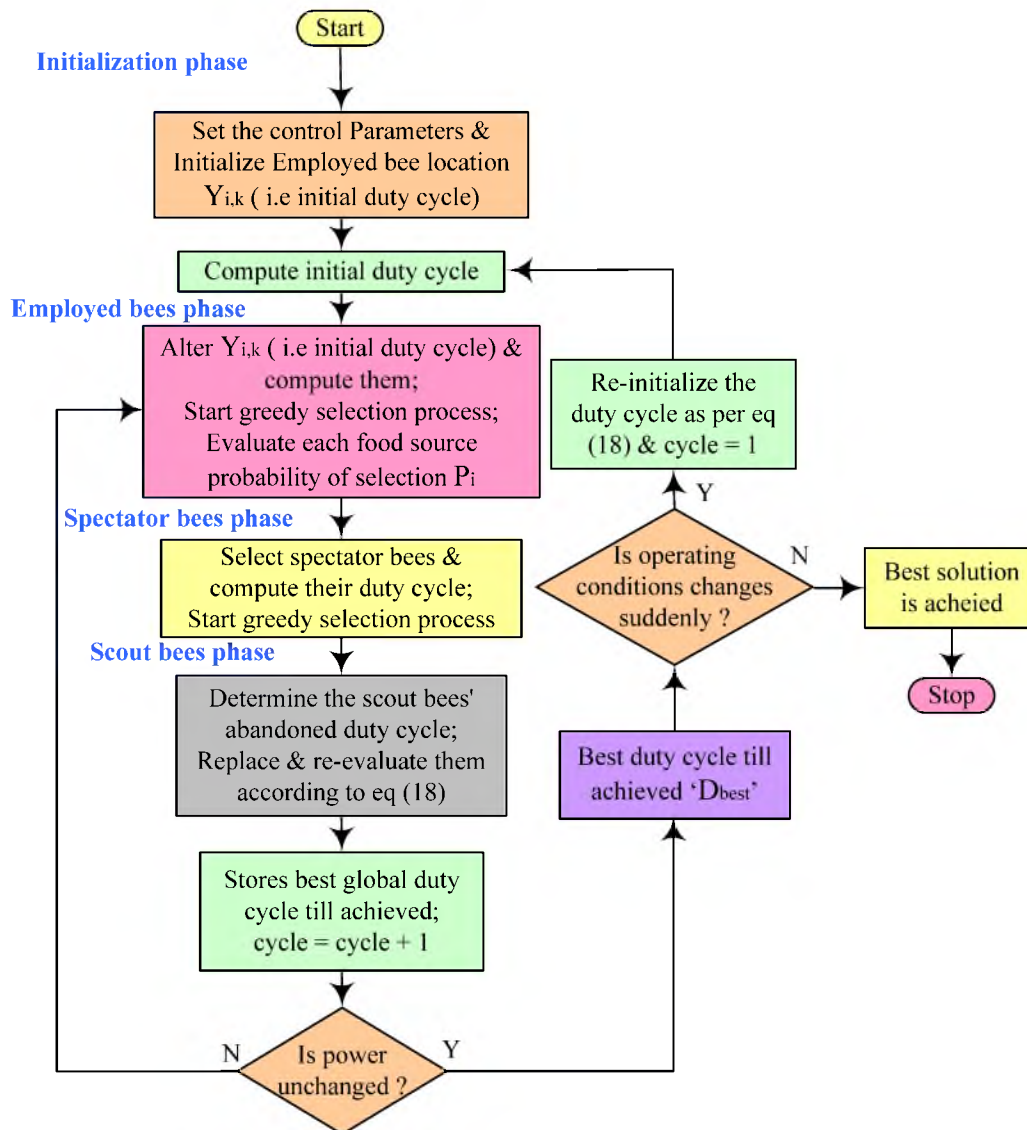 Start
Initialization phase
Set the control Parameters &
Initialize Employed bee location
Yi,k ( i.e initial duty cycle)
Compute initial duty cycle
Employed bees phase
Alter Yi,k ( i.e initial duty cycle) &
compute them;
Start greedy selection process;
Evaluate each food source
probability of selection Pi
Spectator bees phase
Select spectator bees &
compute their duty cycle;
Start greedy selection process
Scout bees phase
Determine the scout bees'
abandoned duty cycle;
Replace & re-evaluate them
according to eq (18)
Stores best global duty
cycle till achieved;
cycle = cycle + 1
Is power
unchanged ?
N
Y
Best duty cycle till
achieved ‘Dbest’
Is operating
conditions changes
suddenly ?
Y
N
Re-initialize the
duty cycle as per eq
(18) & cycle = 1
Best solution
is acheied
Stop